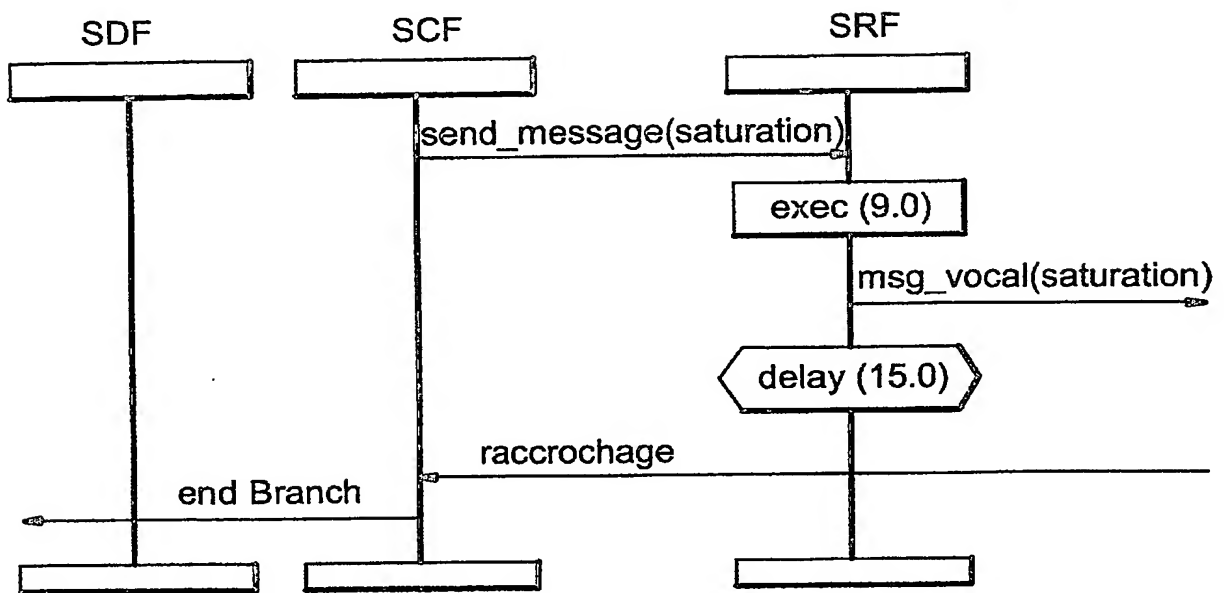 SDF
SCF
SRF
send_message(saturation)
exec (9.0)
msg_vocal(saturation)
delay (15.0)
raccrochage
end Branch